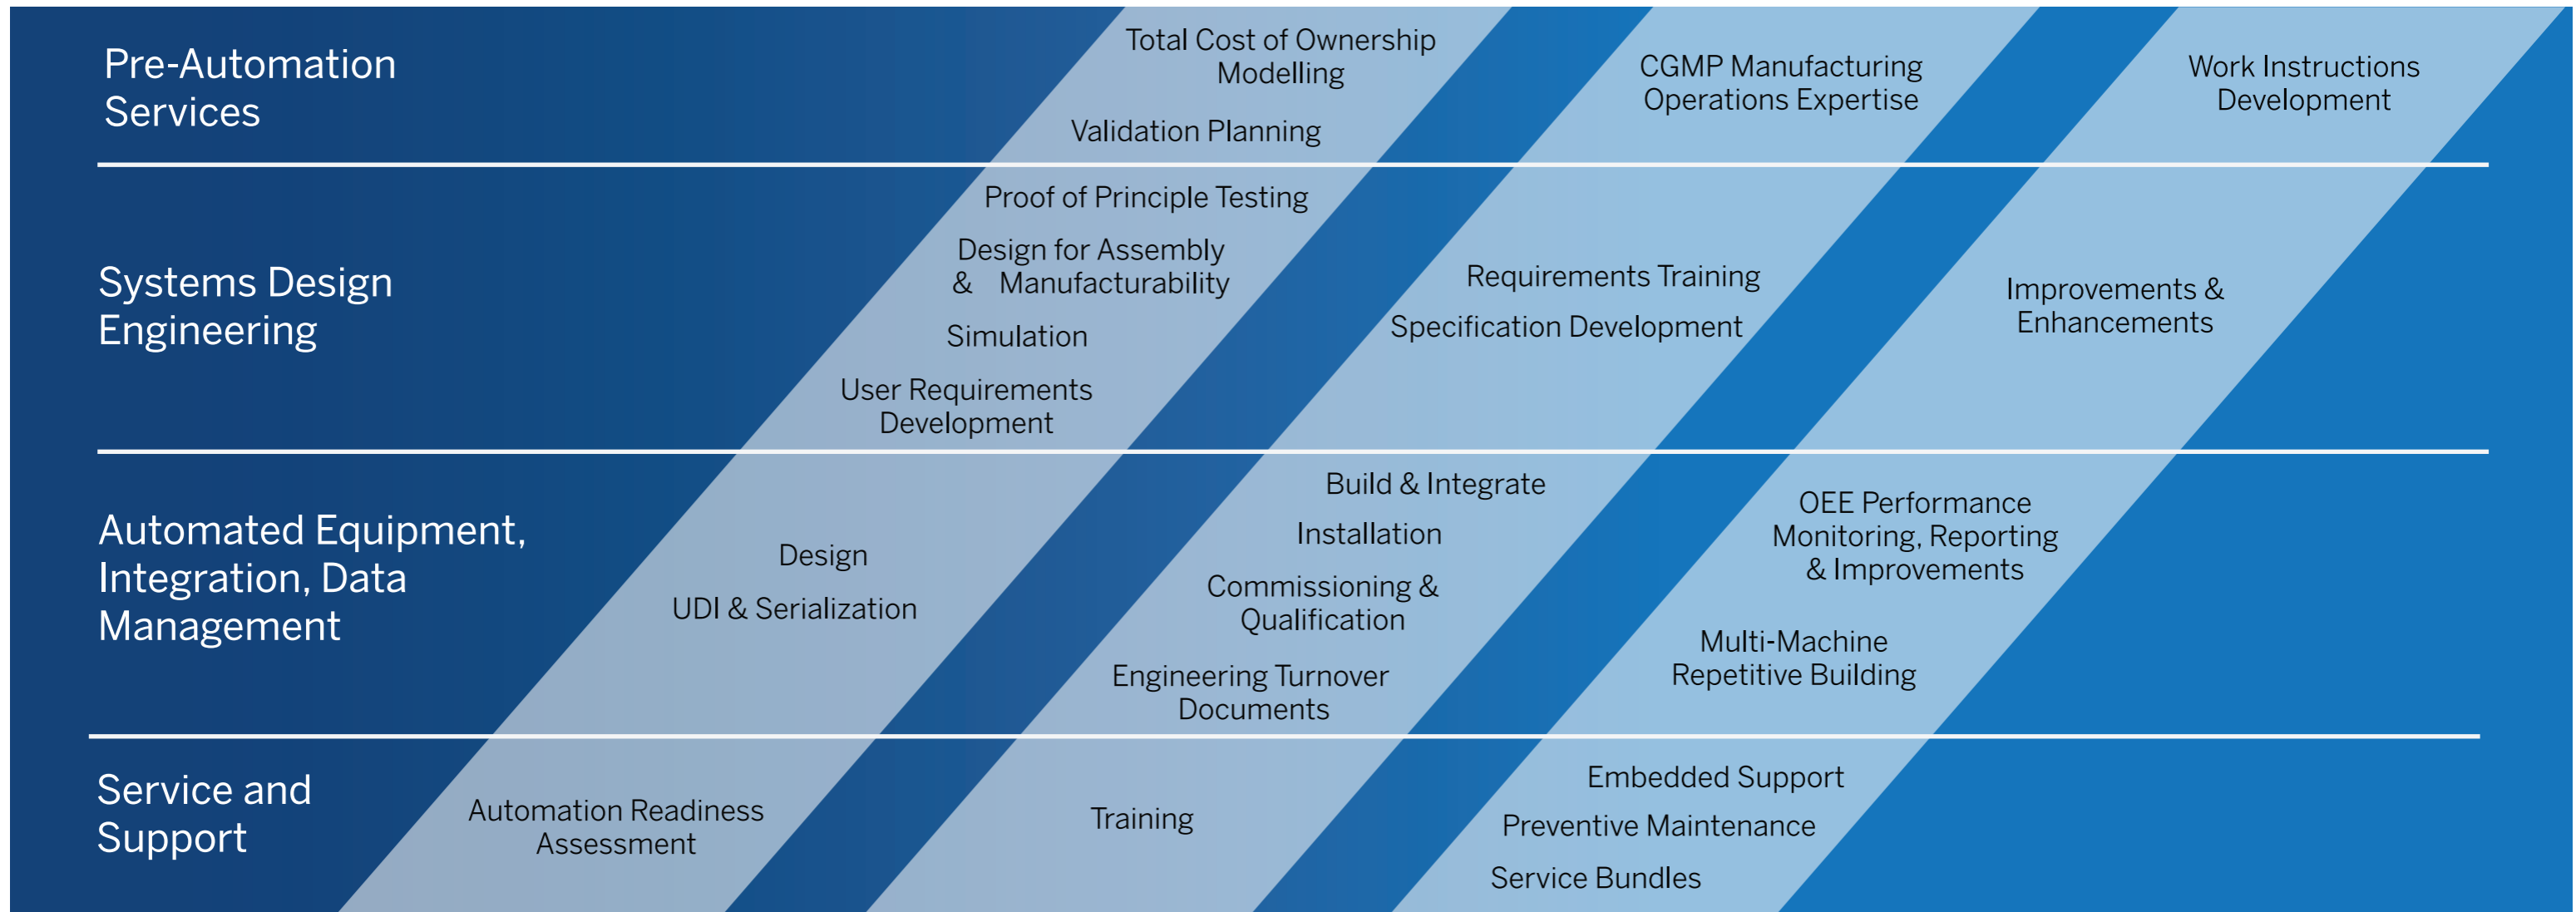 Pre-Automation
Services
Total Cost of Ownership
Modelling
Validation Planning
CGMP Manufacturing
Operations Expertise
Work Instructions
Development
Systems Design
Engineering
Proof of Principle Testing
Design for Assembly
& Manufacturability
Simulation
User Requirements
Development
Requirements Training
Specification Development
Improvements &
Enhancements
Automated Equipment,
Integration, Data
Management
Design
UDI & Serialization
Build & Integrate
Installation
Commissioning &
Qualification
Engineering Turnover
Documents
OEE Performance
Monitoring, Reporting
& Improvements
Multi-Machine
Repetitive Building
Service and
Support
Automation Readiness
Assessment
Training
Embedded Support
Preventive Maintenance
Service Bundles